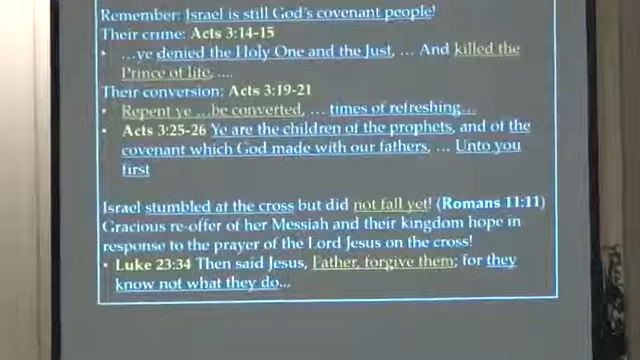 Remember: Israel is still God's covenant people!
Their crime: Acts 3:14-15
• …ye denied the Holy One and the Just, … And killed the
Prince of life, ….
Their conversion: Acts 3:19-21
• Repent ye …be converted, … times of refreshing…
• Acts 3:25-26 Ye are the children of the prophets, and of the
covenant which God made with our fathers, … Unto you
first
Israel stumbled at the cross but did not fall yet! (Romans 11:11)
Gracious re-offer of her Messiah and their kingdom hope in
response to the prayer of the Lord Jesus on the cross!
• Luke 23:34 Then said Jesus, Father, forgive them; for they
know not what they do...